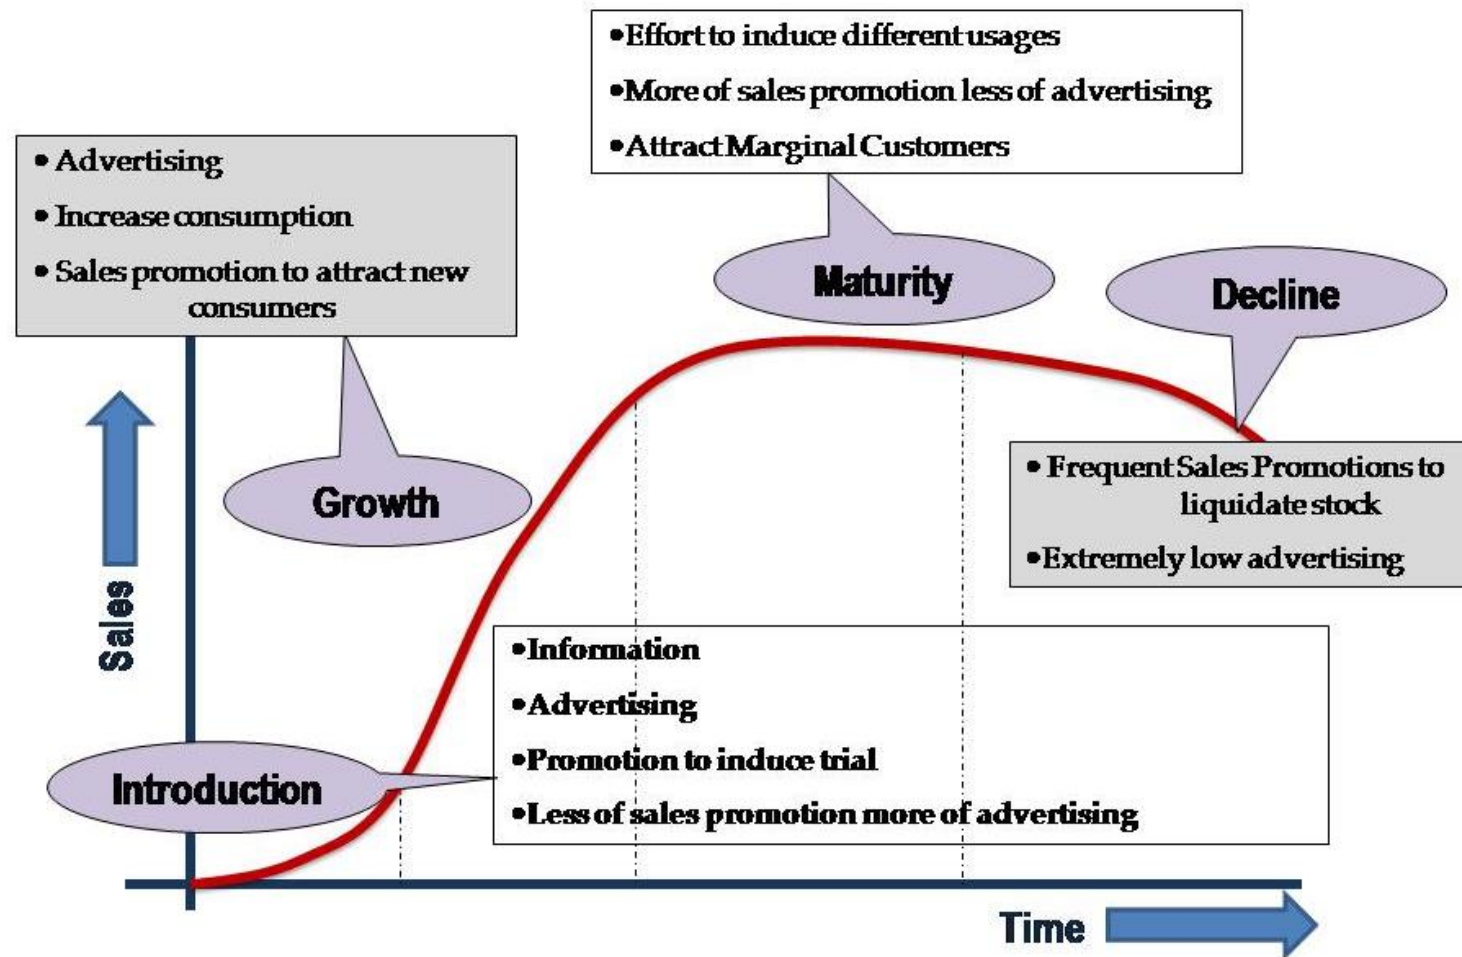 •Effort to induce different usages
•More of sales promotion less of advertising
•Attract Marginal Customers
• Advertising
• Increase consumption
• Sales promotion to attract new
consumers
Maturity
Decline
Growth
• Frequent Sales Promotions to
liquidate stock
•Extremely low advertising
Sales
•Information
•Advertising
•Promotion to induce trial
•Less of sales promotion more of advertising
Introduction
Time